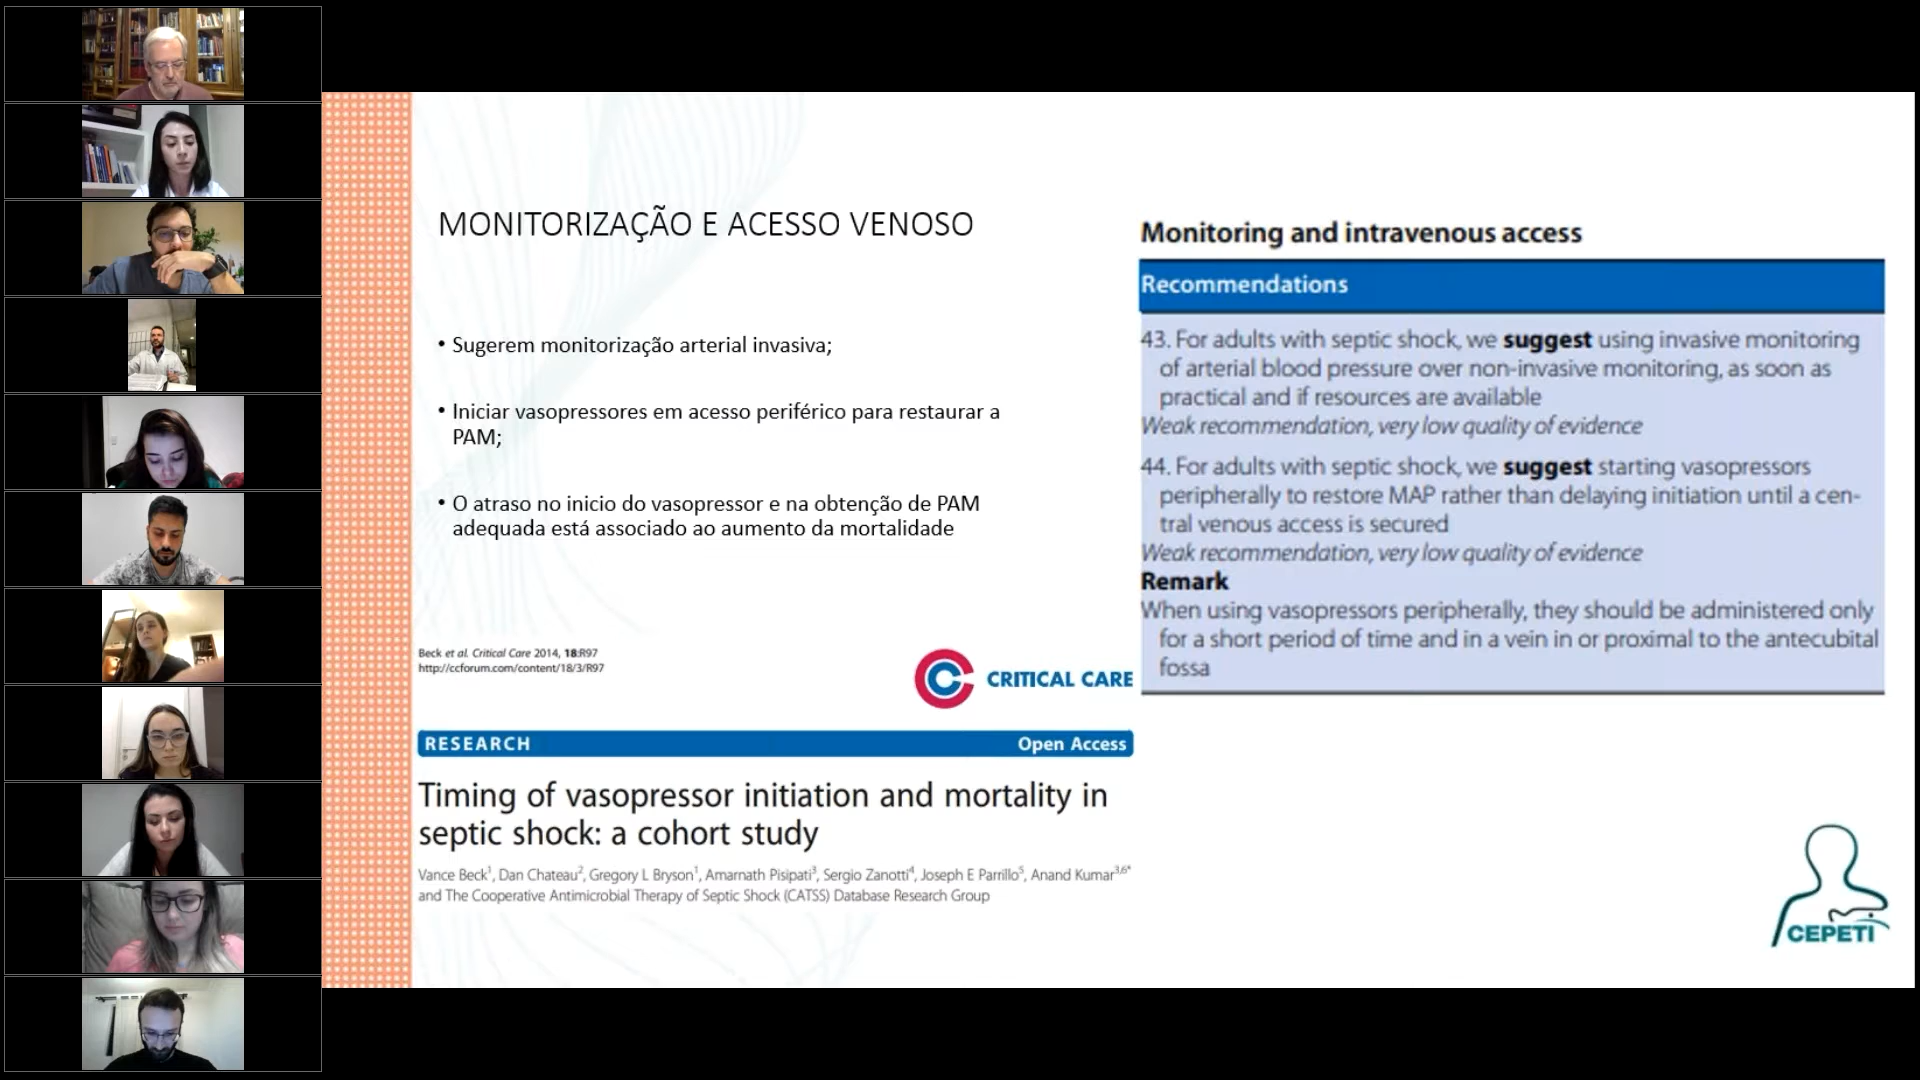 MONITORIZAÇÃO E ACESSO VENOSO
• Sugerem monitorização arterial invasiva;
• Iniciar vasopressores em acesso periférico para restaurar a
PAM;
• O atraso no inicio do vasopressor e na obtenção de PAM
adequada está associado ao aumento da mortalidade
Beck et al. Critical Care 2014, 18:R97
http://ccforum.com/content/18/3/R97
CRITICAL CARE
RESEARCH Open Access
Timing of vasopressor initiation and mortality in
septic shock: a cohort study
Vance Beck1, Dan Chateau2, Gregory L Bryson1, Amarnath Pisipati3, Sergio Zanotti4, Joseph E Parrillo5, Anand Kumar3,6*
and The Cooperative Antimicrobial Therapy of Septic Shock (CATSS) Database Research Group
Monitoring and intravenous access
Recommendations
43. For adults with septic shock, we suggest using invasive monitoring
of arterial blood pressure over non-invasive monitoring, as soon as
practical and if resources are available
Weak recommendation, very low quality of evidence
44. For adults with septic shock, we suggest starting vasopressors
peripherally to restore MAP rather than delaying initiation until a cen-
tral venous access is secured
Weak recommendation, very low quality of evidence
Remark
When using vasopressors peripherally, they should be administered only
for a short period of time and in a vein in or proximal to the antecubital
fossa
CEPETI